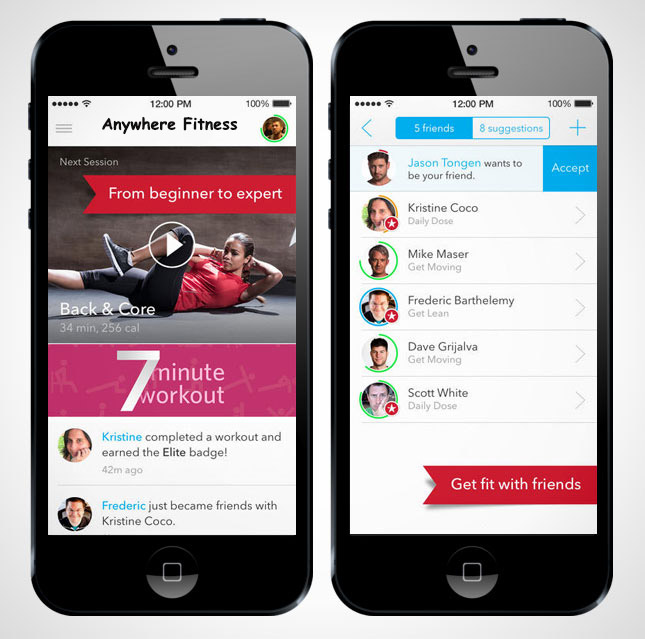 12:00 PM 100%
Anywhere Fitness
Next Session
From beginner to expert
Back & Core
34 min, 256 cal
7 minute
workout
Kristine completed a workout and
earned the Elite badge!
42m ago
Frederic just became friends with
Kristine Coco.
12:00 PM 100%
5 friends 8 suggestions
Jason Tongen wants to
be your friend.
Accept
Kristine Coco
Daily Dose
Mike Maser
Get Moving
Frederic Barthelemy
Get Lean
Dave Grijalva
Get Moving
Scott White
Daily Dose
Get fit with friends